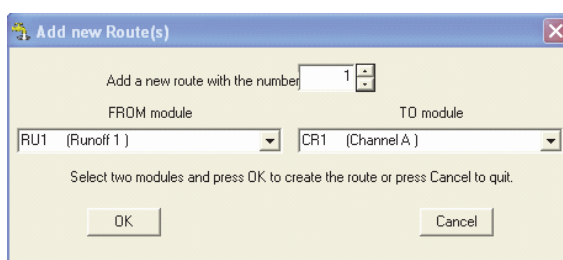 Add new Route(s)
Add a new route with the number 1
FROM module TO module
RU1 (Runoff 1 ) CR1 (Channel A )
Select two modules and press OK to create the route or press Cancel to quit.
OK Cancel